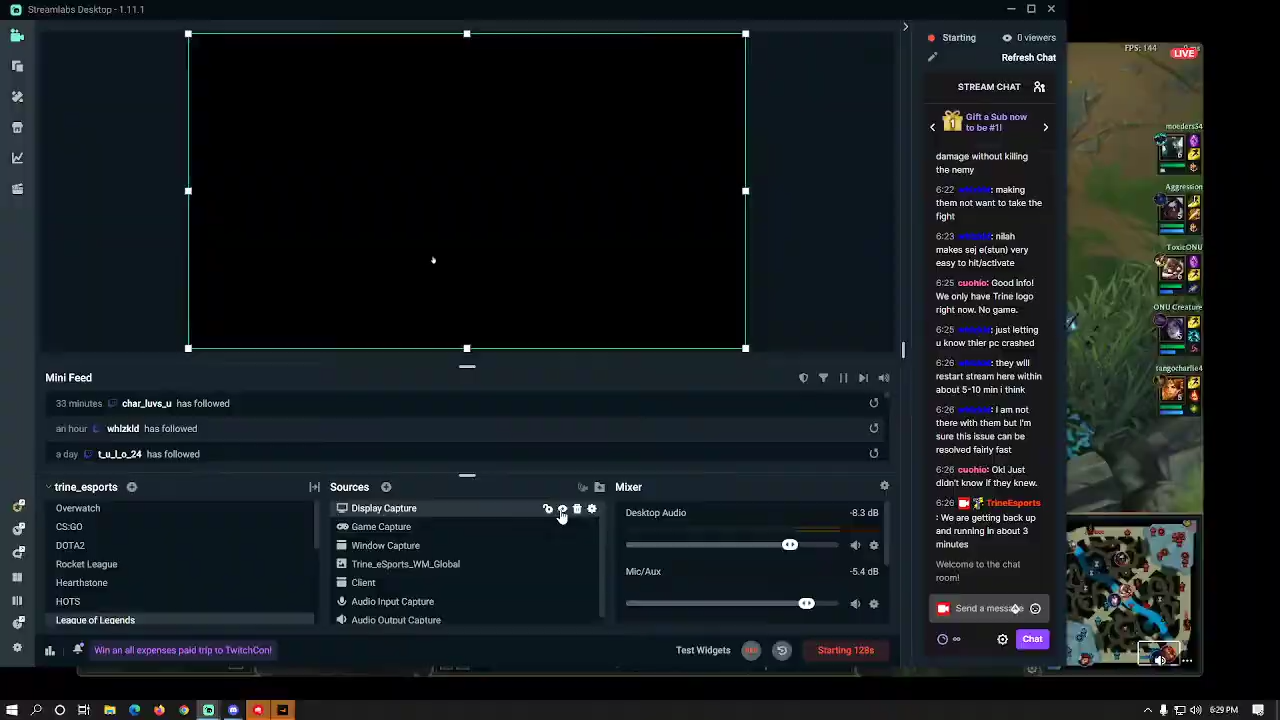 Streamlabs Desktop - 1.11.1
Starting
0 viewers
Refresh Chat
FPS: 144
LIVE
STREAM CHAT
Gift a Sub now
to be #1!
damage without killing
the nemy
6:22
: making
them not want to take the
fight
6:23
: nilah
makes sej e(stun) very
easy to hit/activate
6:25 cuohio: Good info!
We only have Trine logo
right now. No game.
6:25
: just letting
u know thier pc crashed
6:26
: they will
restart stream here within
about 5-10 min i think
6:26
: I am not
there with them but I'm
sure this issue can be
resolved fairly fast
6:26 cuohio: Ok! Just
didn't know if they knew.
6:26 TrineEsports
: We are getting back up
and running in about 3
minutes
Welcome to the chat
room!
Send a message
Chat
moeders34
Aggression
ToxicONU
ONU Creature
tangocharlie4
Mini Feed
33 minutes char_luvs_u has followed
an hour whizkld has followed
a day t_u_l_o_24 has followed
trine_esports
Overwatch
CS:GO
DOTA2
Rocket League
Hearthstone
HOTS
League of Legends
Sources
Display Capture
Game Capture
Window Capture
Trine_eSports_WM_Global
Client
Audio Input Capture
Audio Output Capture
Mixer
Desktop Audio -8.3 dB
Mic/Aux -5.4 dB
Win an all expenses paid trip to TwitchCon!
Test Widgets
REC
Starting 128s
6:29 PM